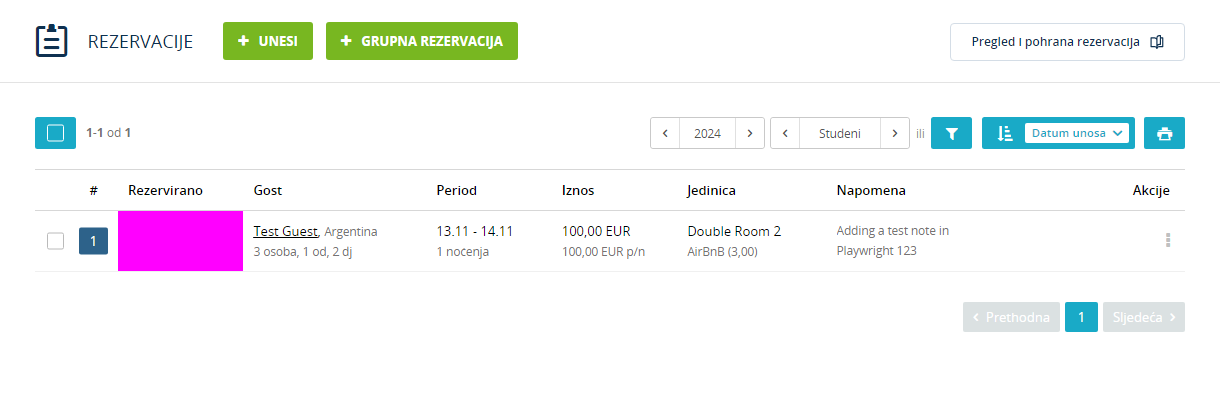 REZERVACIJE
+ UNESI
+ GRUPNA REZERVACIJA
Pregled i pohrana rezervacija
1-1 od 1
2024
Studeni
ili
Datum unosa
# Rezervirano Gost Period Iznos Jedinica Napomena Akcije
1 Test Guest, Argentina 13.11 - 14.11 100,00 EUR Double Room 2 Adding a test note in
3 osoba, 1 od, 2 dj 1 noćenja 100,00 EUR p/n AirBnB (3,00) Playwright 123
Prethodna 1 Sljedeća